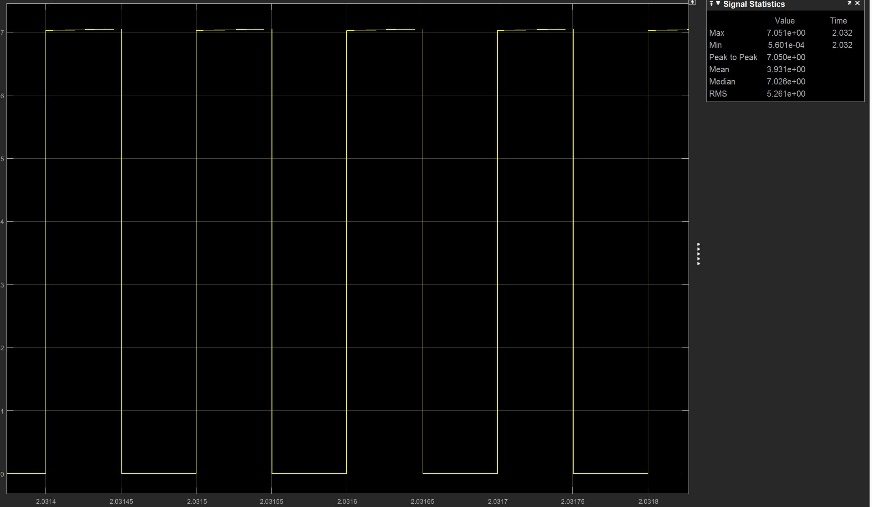 Signal Statistics
Value Time
Max 7.051e+00 2.032
Min 5.601e-04 2.032
Peak to Peak 7.050e+00
Mean 3.931e+00
Median 7.026e+00
RMS 5.261e+00
7
6
5
4
3
2
1
0
2.0314 2.03145 2.0315 2.03155 2.0316 2.03165 2.0317 2.03175 2.0318